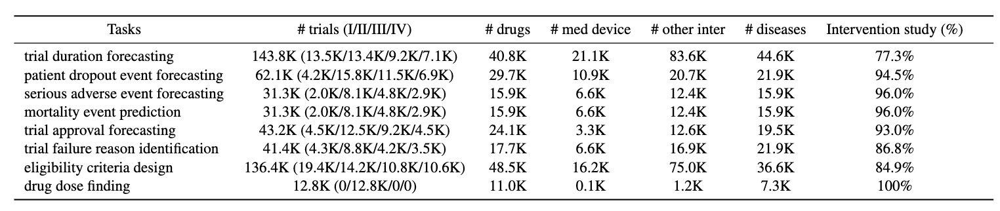 Tasks # trials (I/II/III/IV) # drugs # med device # other inter # diseases Intervention study (%)
trial duration forecasting 143.8K (13.5K/13.4K/9.2K/7.1K) 40.8K 21.1K 83.6K 44.6K 77.3%
patient dropout event forecasting 62.1K (4.2K/15.8K/11.5K/6.9K) 29.7K 10.9K 20.7K 21.9K 94.5%
serious adverse event forecasting 31.3K (2.0K/8.1K/4.8K/2.9K) 15.9K 6.6K 12.4K 15.9K 96.0%
mortality event prediction 31.3K (2.0K/8.1K/4.8K/2.9K) 15.9K 6.6K 12.4K 15.9K 96.0%
trial approval forecasting 43.2K (4.5K/12.5K/9.2K/4.5K) 24.1K 3.3K 12.6K 19.5K 93.0%
trial failure reason identification 41.4K (4.3K/8.8K/4.2K/3.5K) 17.7K 6.6K 16.9K 21.9K 86.8%
eligibility criteria design 136.4K (19.4K/14.2K/10.8K/10.6K) 48.5K 16.2K 75.0K 36.6K 84.9%
drug dose finding 12.8K (0/12.8K/0/0) 11.0K 0.1K 1.2K 7.3K 100%